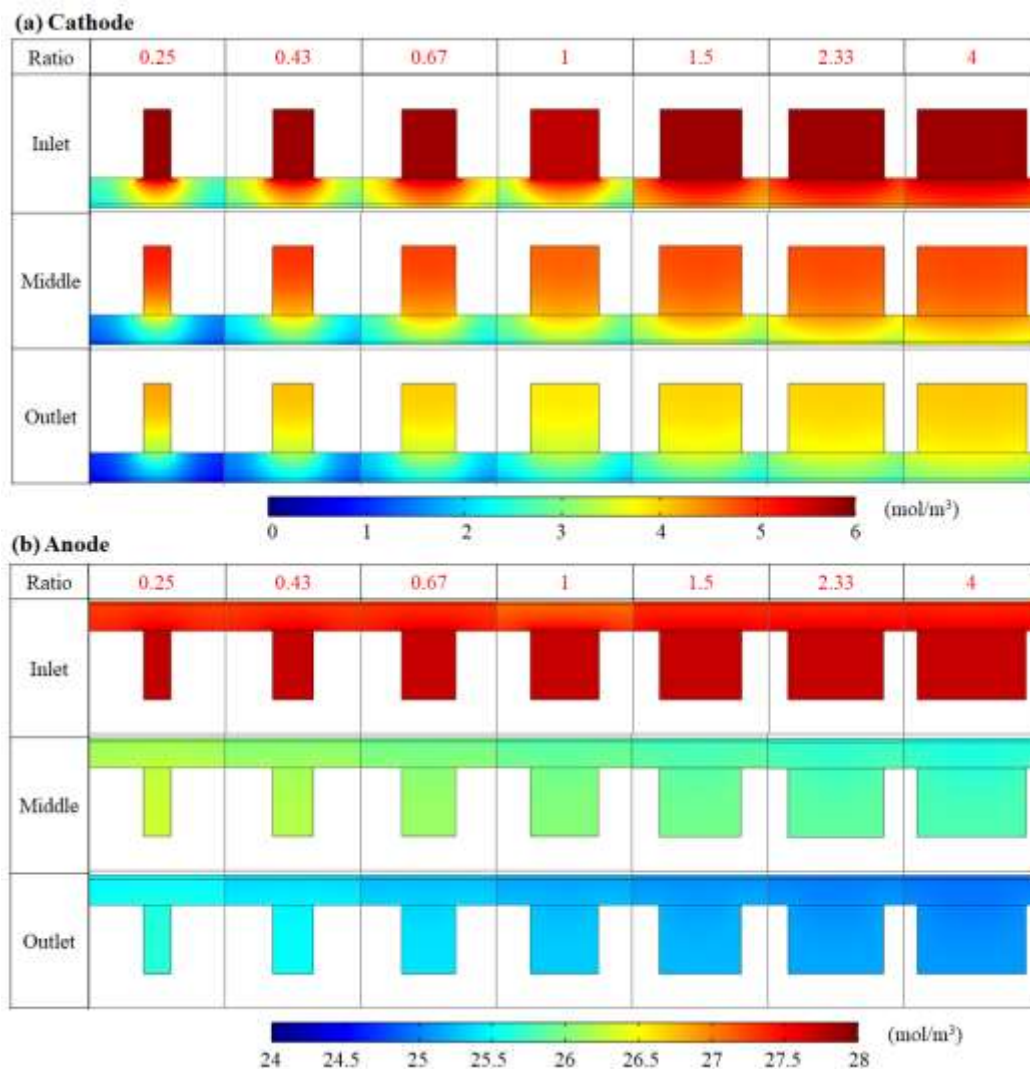 (a) Cathode
Ratio 0.25 0.43 0.67 1 1.5 2.33 4
Inlet
Middle
Outlet
0 1 2 3 4 5 6 (mol/m³)
(b) Anode
Ratio 0.25 0.43 0.67 1 1.5 2.33 4
Inlet
Middle
Outlet
24 24.5 25 25.5 26 26.5 27 27.5 28 (mol/m³)